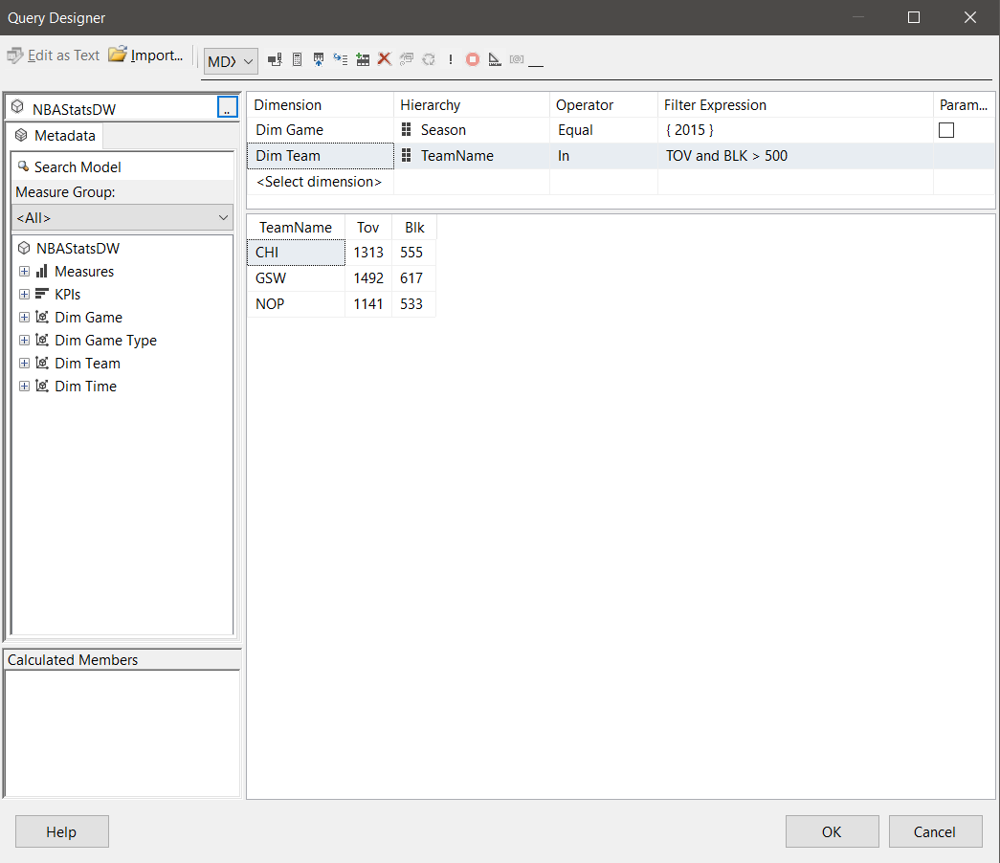 Query Designer
Edit as Text Import... MDX
NBAStatsDW ..
Metadata
Search Model
Measure Group:
<All>
NBAStatsDW
Measures
KPIs
Dim Game
Dim Game Type
Dim Team
Dim Time
Calculated Members
Dimension Hierarchy Operator Filter Expression Param...
Dim Game Season Equal { 2015 }
Dim Team TeamName In TOV and BLK > 500
<Select dimension>
TeamName Tov Blk
CHI 1313 555
GSW 1492 617
NOP 1141 533
Help OK Cancel